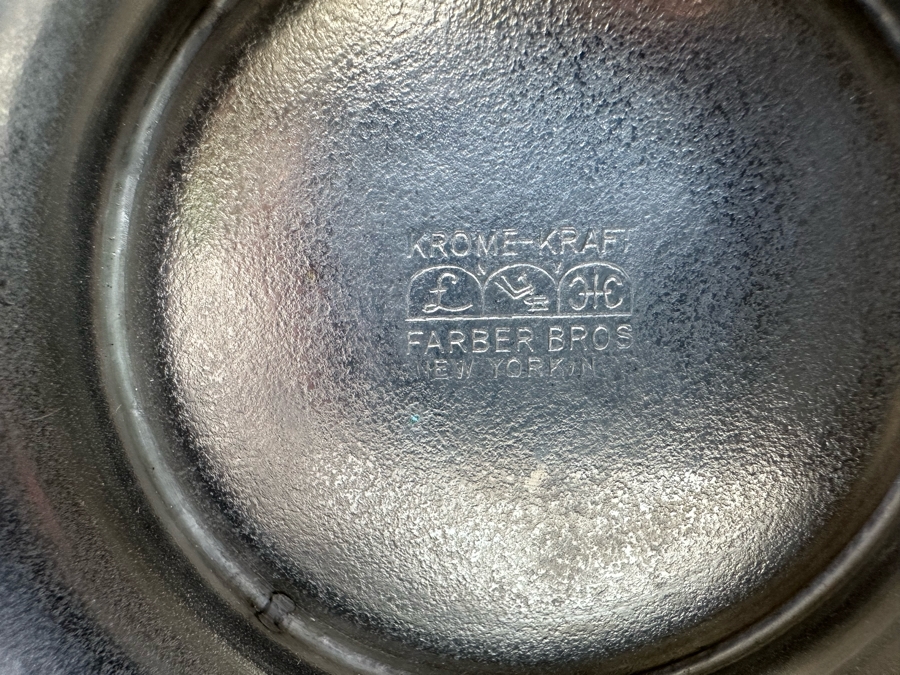 KROME-KRAFT
FARBER BROS
NEW YORK, N.